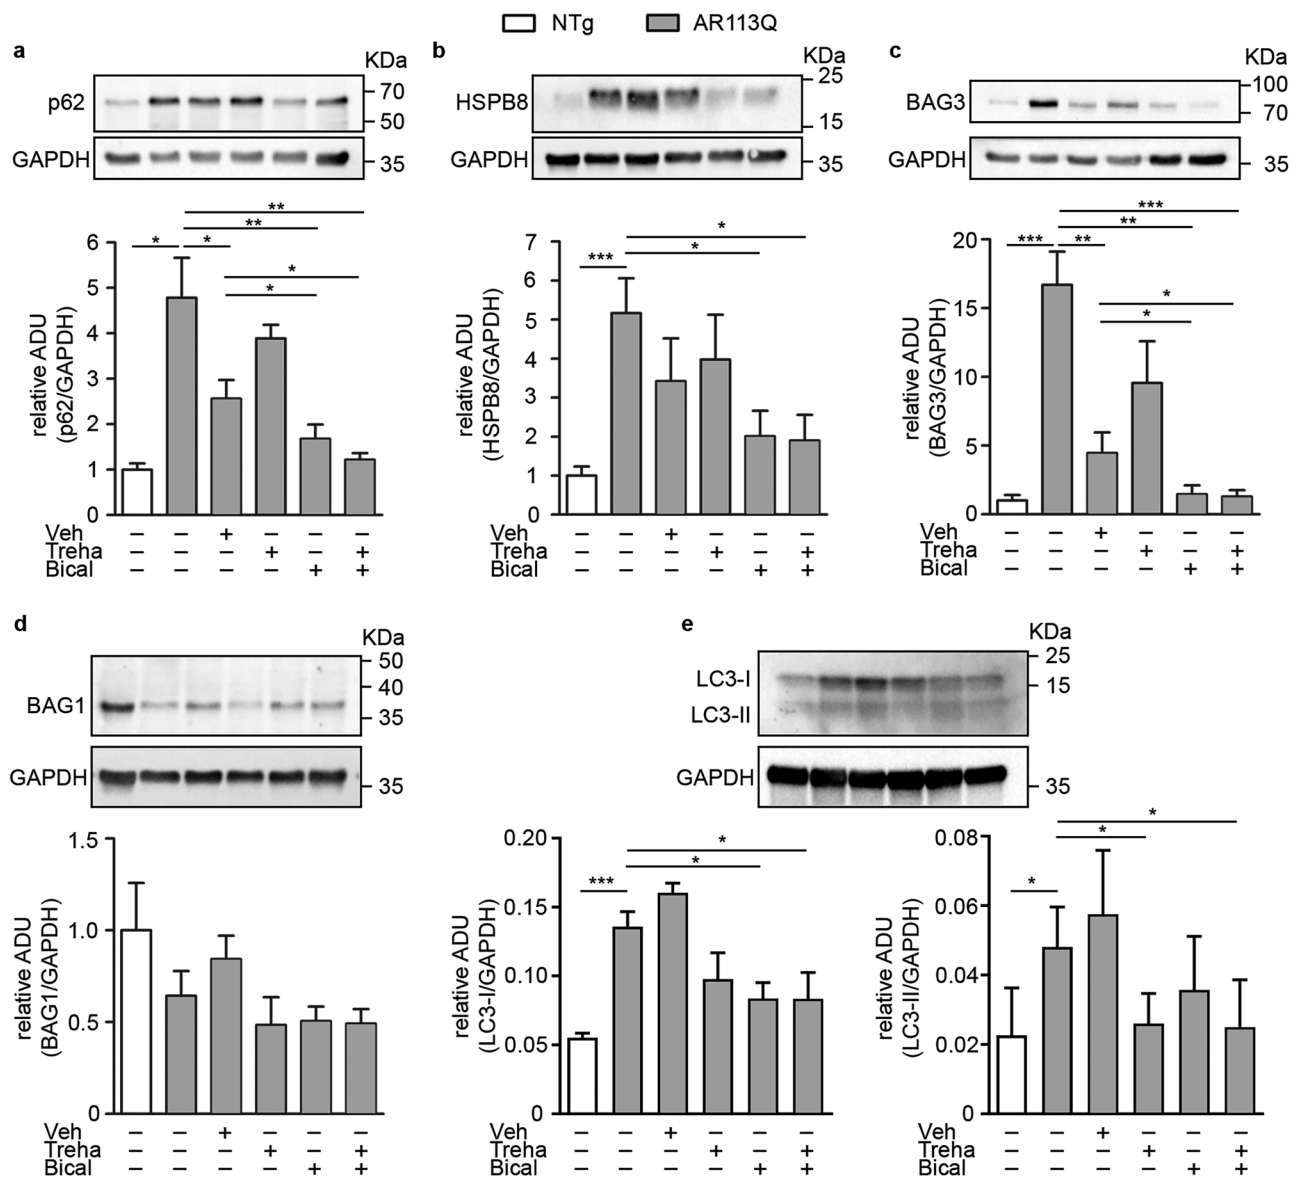 NTg AR113Q
a
KDa
p62
70
50
GAPDH
35
** 
**
* *
*
*
6
5
4
3
2
1
0
relative ADU
(p62/GAPDH)
Veh – – + – – –
Treha – – – + – +
Bical – – – – + +
b
KDa
HSPB8
25
15
GAPDH
35
*
*
***
7
6
5
4
3
2
1
0
relative ADU
(HSPB8/GAPDH)
– – + – – –
– – – + – +
– – – – + +
c
KDa
BAG3
100
70
GAPDH
35
***
**
*** **
*
*
20
15
10
5
0
relative ADU
(BAG3/GAPDH)
Veh – – + – – –
Treha – – – + – +
Bical – – – – + +
d
KDa
BAG1
50
40
35
GAPDH
35
1.5
1.0
0.5
0
relative ADU
(BAG1/GAPDH)
Veh – – + – – –
Treha – – – + – +
Bical – – – – + +
e
KDa
LC3-I
LC3-II
25
15
GAPDH
35
*
*
***
0.20
0.15
0.10
0.05
0
relative ADU
(LC3-I/GAPDH)
Veh – – + – – –
Treha – – – + – +
Bical – – – – + +
*
*
*
0.08
0.06
0.04
0.02
0
relative ADU
(LC3-II/GAPDH)
– – + – – –
– – – + – +
– – – – + +